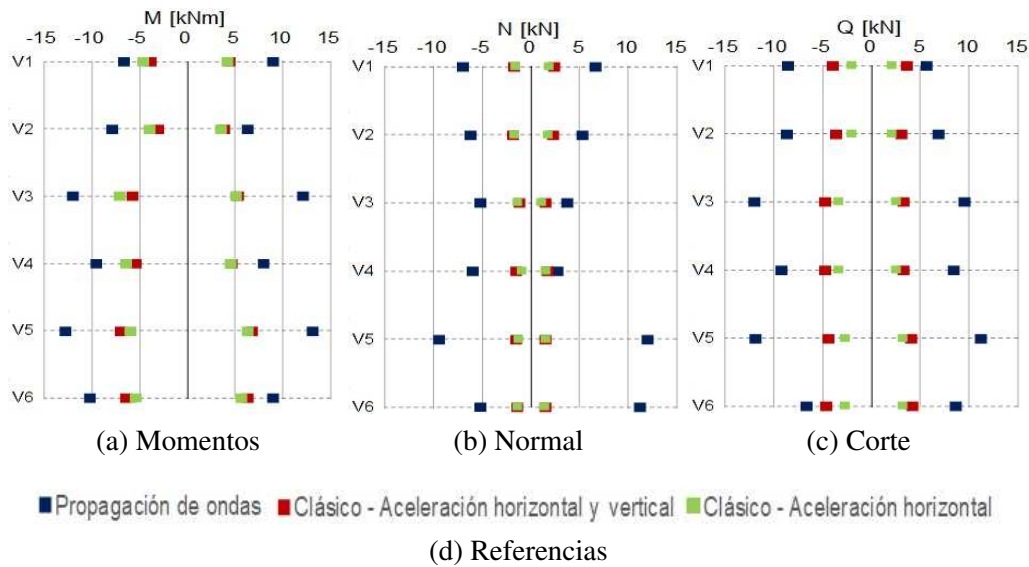 M [kNm]
-15 -10 -5 0 5 10 15
V1
V2
V3
V4
V5
V6
(a) Momentos
N [kN]
-15 -10 -5 0 5 10 15
V1
V2
V3
V4
V5
V6
(b) Normal
Q [kN]
-15 -10 -5 0 5 10 15
V1
V2
V3
V4
V5
V6
(c) Corte
Propagación de ondas Clásico - Aceleración horizontal y vertical Clásico - Aceleración horizontal
(d) Referencias